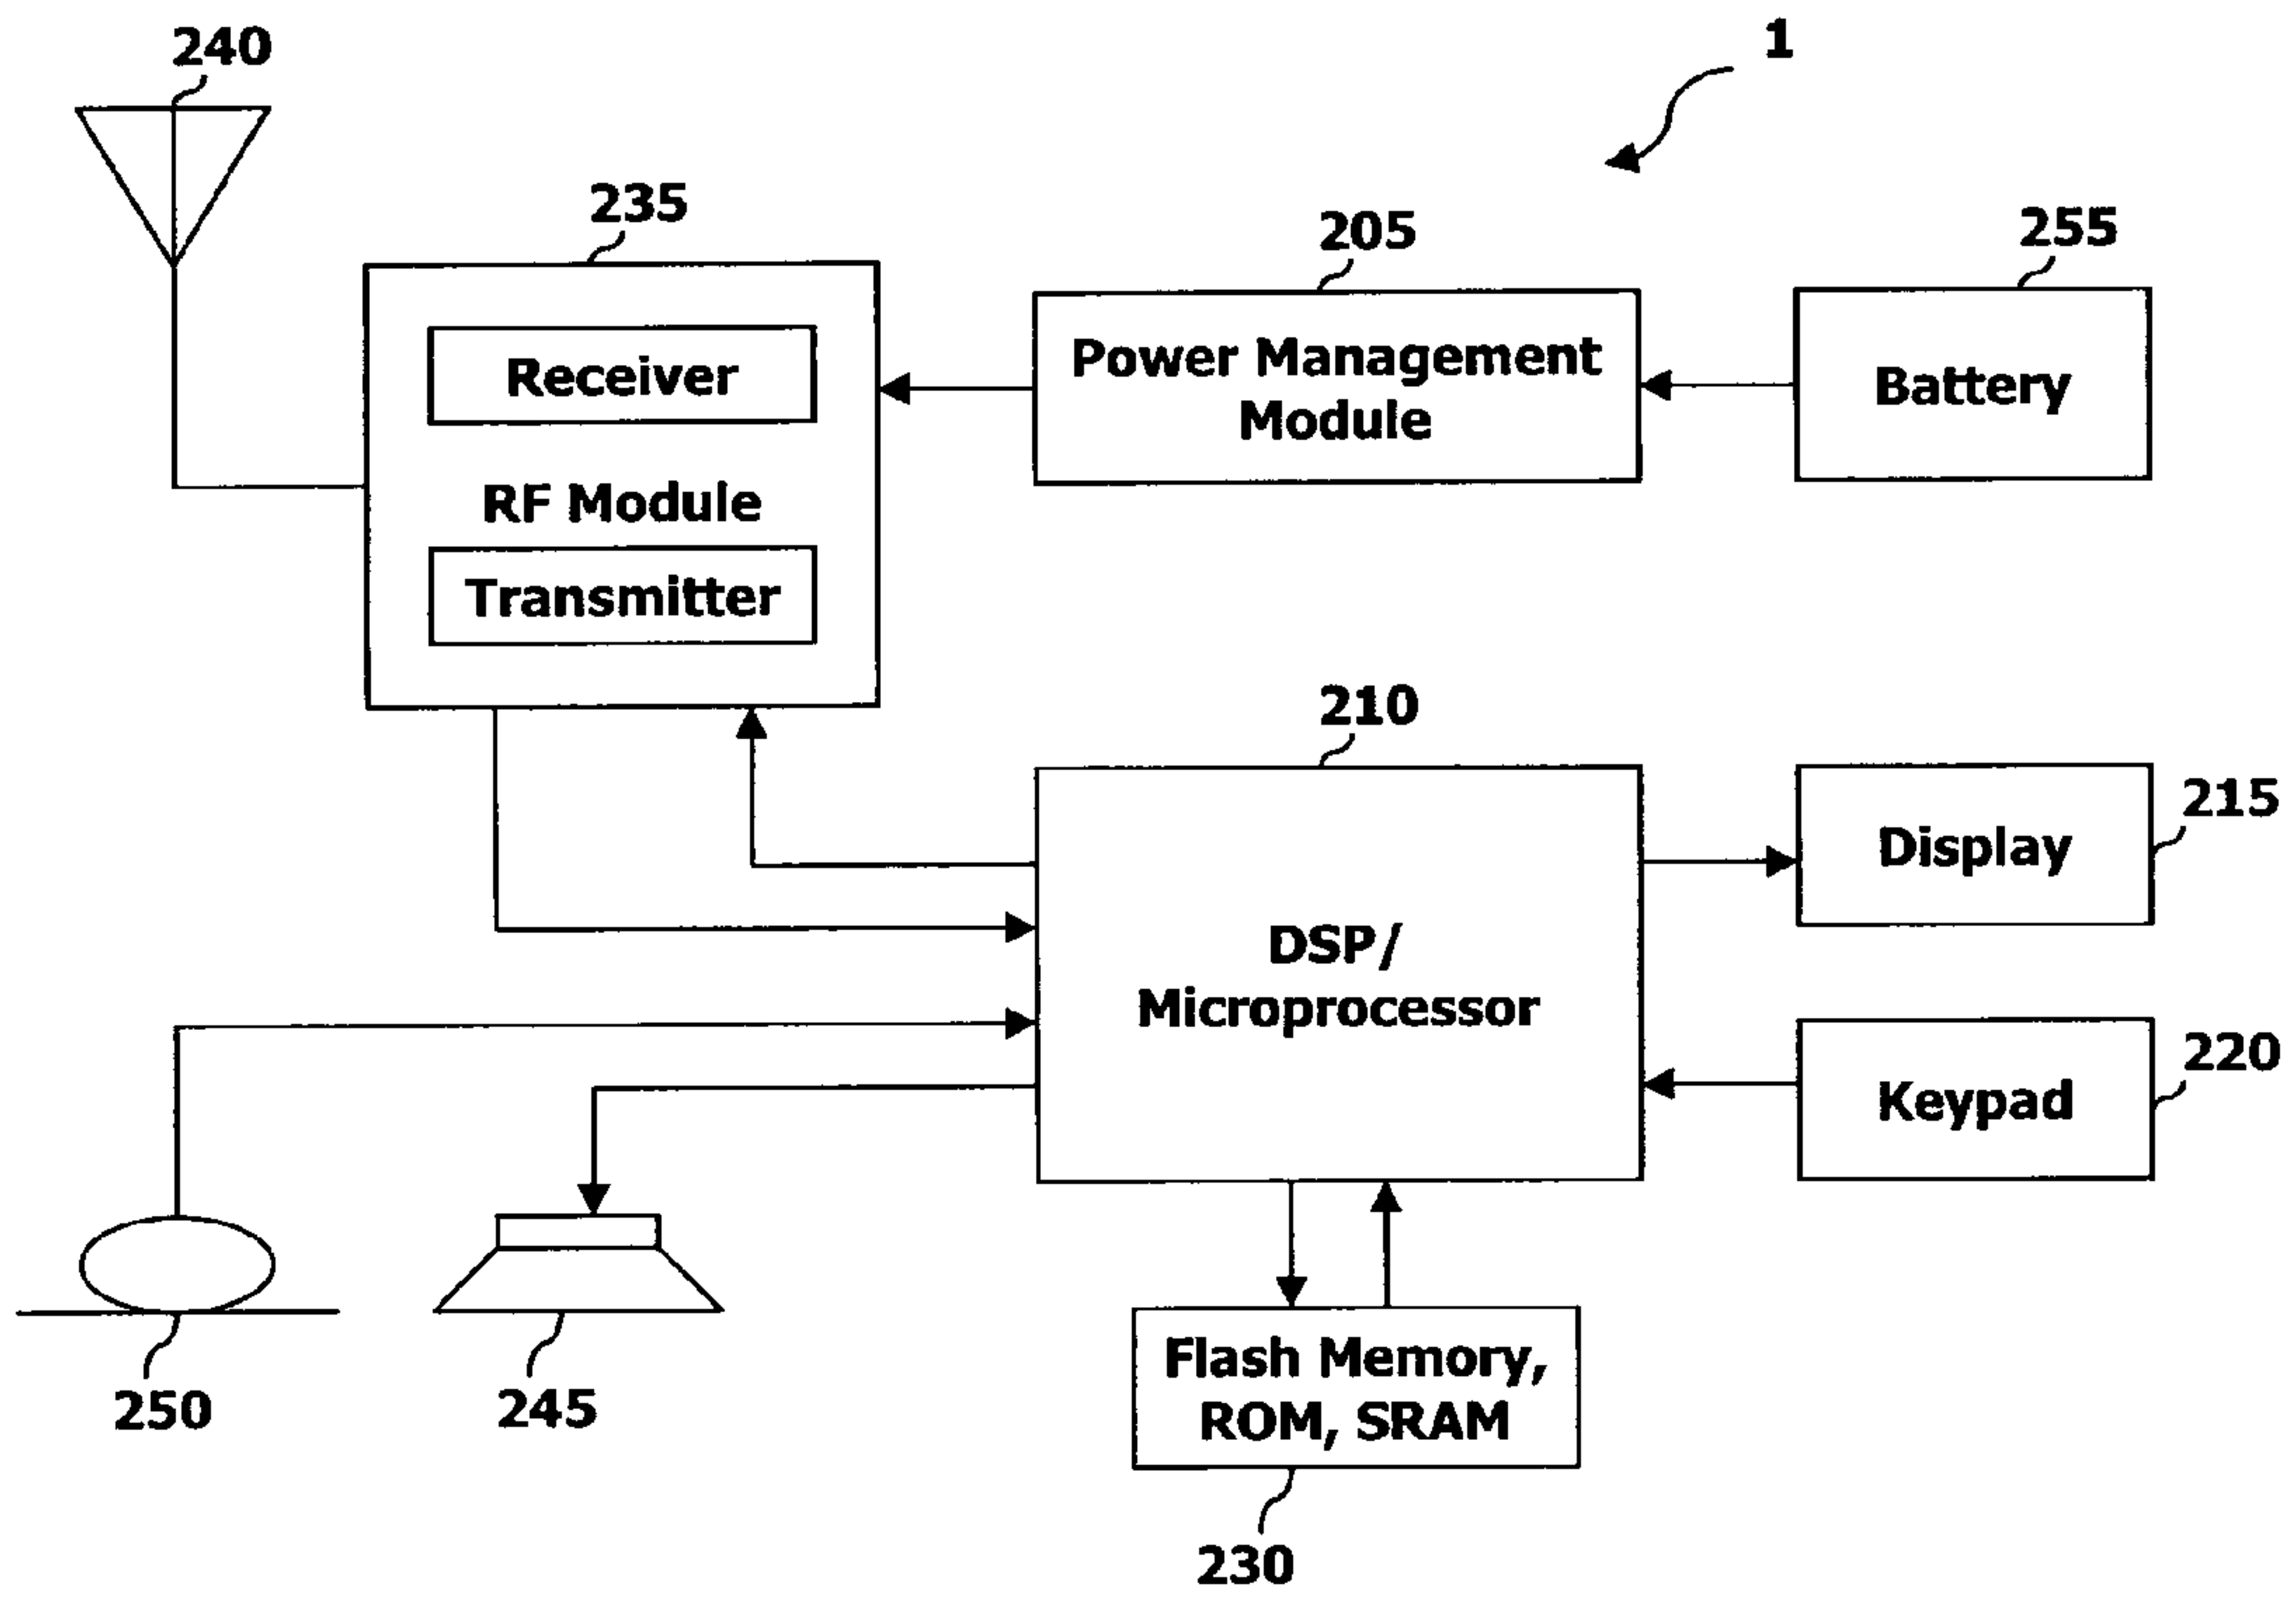 240
1
235
205
255
Receiver
RF Module
Transmitter
Power Management
Module
Battery
210
DSP/
Microprocessor
Display
215
Keypad
220
250
245
Flash Memory,
ROM, SRAM
230